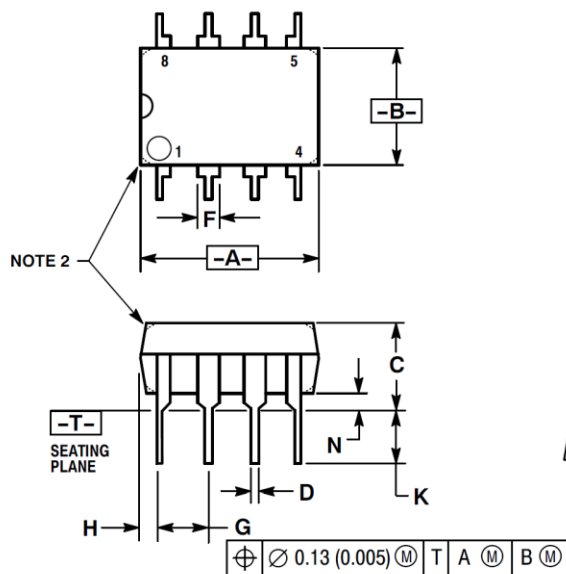 8 5
-B-
1 4
F
NOTE 2
-A-
C
-T-
N
SEATING
PLANE
D
K
H G
⌖ ⌀ 0.13 (0.005) Ⓜ T A Ⓜ B Ⓜ